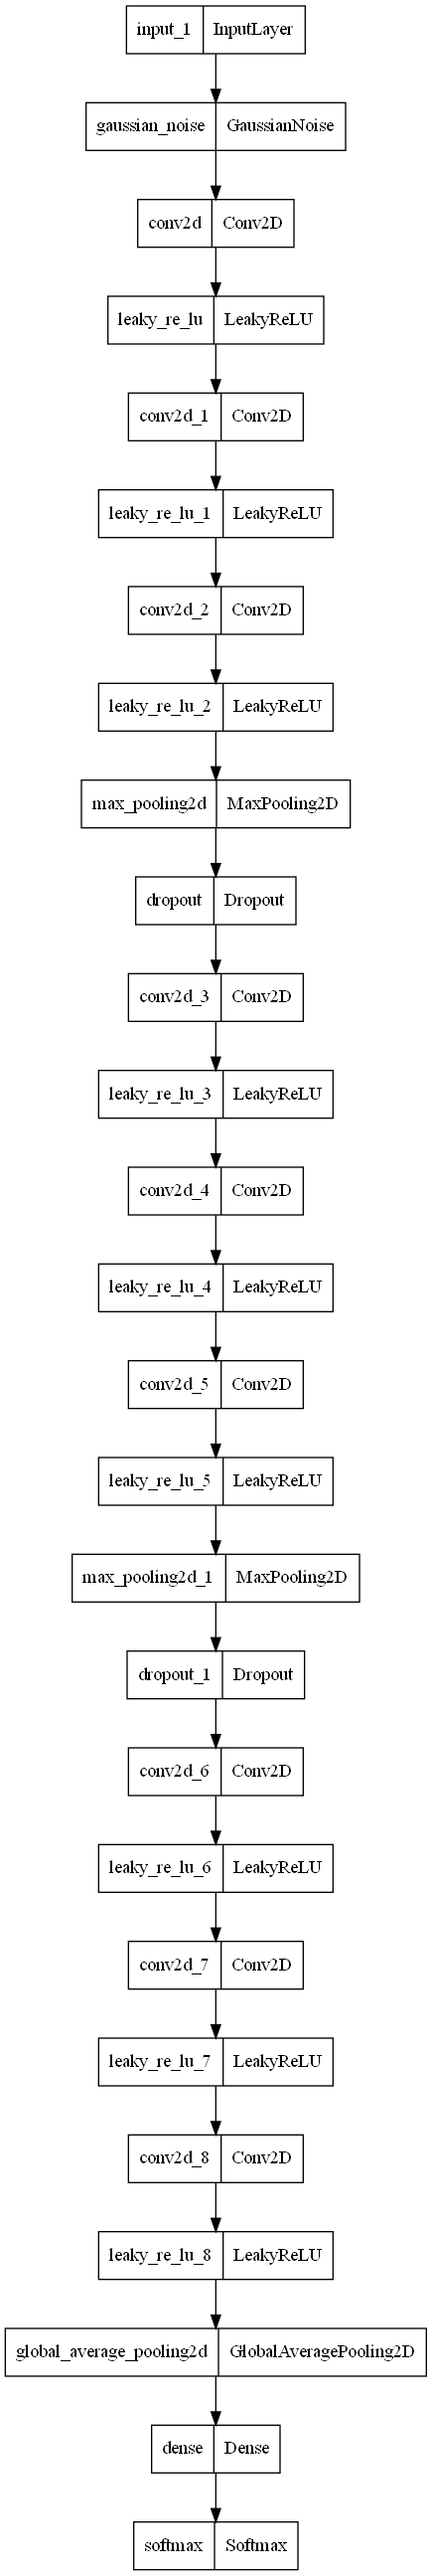 input_1 InputLayer
gaussian_noise GaussianNoise
conv2d Conv2D
leaky_re_lu LeakyReLU
conv2d_1 Conv2D
leaky_re_lu_1 LeakyReLU
conv2d_2 Conv2D
leaky_re_lu_2 LeakyReLU
max_pooling2d MaxPooling2D
dropout Dropout
conv2d_3 Conv2D
leaky_re_lu_3 LeakyReLU
conv2d_4 Conv2D
leaky_re_lu_4 LeakyReLU
conv2d_5 Conv2D
leaky_re_lu_5 LeakyReLU
max_pooling2d_1 MaxPooling2D
dropout_1 Dropout
conv2d_6 Conv2D
leaky_re_lu_6 LeakyReLU
conv2d_7 Conv2D
leaky_re_lu_7 LeakyReLU
conv2d_8 Conv2D
leaky_re_lu_8 LeakyReLU
global_average_pooling2d GlobalAveragePooling2D
dense Dense
softmax Softmax